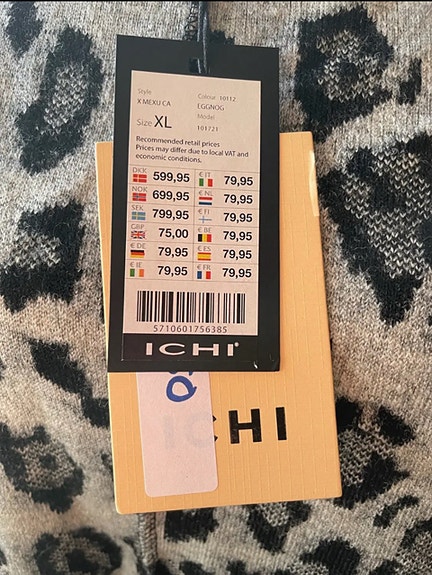 Style
X MEXU CA
Colour 10112
EGGNOG
Model
101721
Size XL
Recommended retail prices
Prices may differ due to local VAT and
economic conditions.
DKK 599,95 € IT 79,95
NOK 699,95 € NL 79,95
SEK 799,95 € FI 79,95
GBP 75,00 € BE 79,95
€ DE 79,95 € ES 79,95
€ IE 79,95 € FR 79,95
5710601756385
ICHI
ICHI